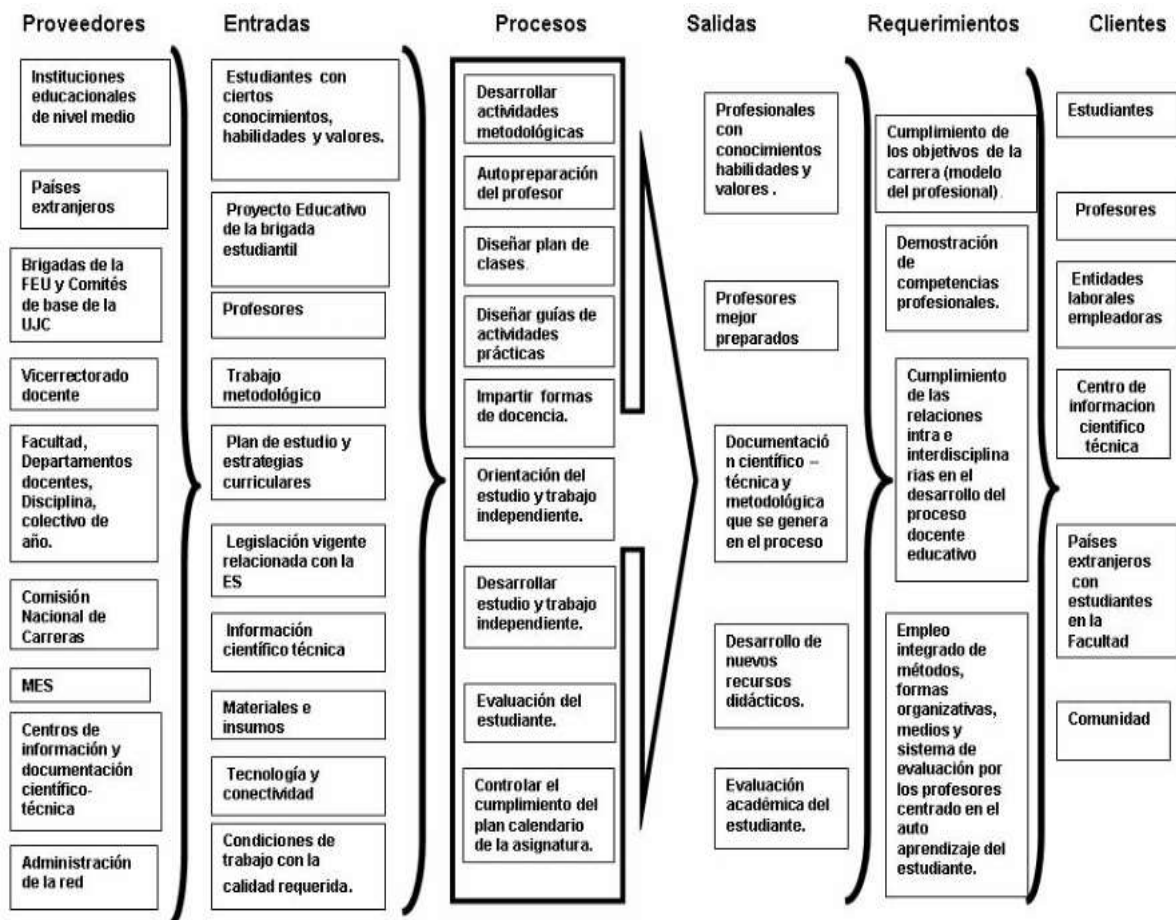 Proveedores
Entradas
Procesos
Salidas
Requerimientos
Clientes
Instituciones
educacionales
de nivel medio
Países
extranjeros
Brigadas de la
FEU y Comités
de base de la
UJC
Vicerrectorado
docente
Facultad,
Departamentos
docentes,
Disciplina,
colectivo de
año.
Comisión
Nacional de
Carreras
MES
Centros de
información y
documentación
científico-
técnica
Administración
de la red
Estudiantes con
ciertos
conocimientos,
habilidades y valores.
Proyecto Educativo
de la brigada
estudiantil
Profesores
Trabajo
metodológico
Plan de estudio y
estrategias
curriculares
Legislación vigente
relacionada con la
ES
Información
científico técnica
Materiales e
insumos
Tecnología y
conectividad
Condiciones de
trabajo con la
calidad requerida.
Desarrollar
actividades
metodológicas
Autopreparación
del profesor
Diseñar plan de
clases.
Diseñar guías de
actividades
prácticas
Impartir formas de
docencia.
Orientación del
estudio y trabajo
independiente.
Desarrollar
estudio y trabajo
independiente.
Evaluación del
estudiante.
Controlar el
cumplimiento del
plan calendario
de la asignatura.
Profesionales
con
conocimientos
habilidades y
valores .
Profesores
mejor
preparados
Documentació
n científico –
técnica y
metodológica
que se genera
en el proceso
Desarrollo de
nuevos
recursos
didácticos.
Evaluación
académica del
estudiante.
Cumplimiento de
los objetivos de la
carrera (modelo
del profesional).
Demostración
de
competencias
profesionales.
Cumplimiento
de las
relaciones
intra e
interdisciplina
rias en el
desarrollo del
proceso
docente
educativo
Empleo
integrado de
métodos,
formas
organizativas,
medios y
sistema de
evaluación por
los profesores
centrado en el
auto
aprendizaje del
estudiante.
Estudiantes
Profesores
Entidades
laborales
empleadoras
Centro de
informacion
científico
técnica
Países
extranjeros
con
estudiantes
en la
Facultad
Comunidad